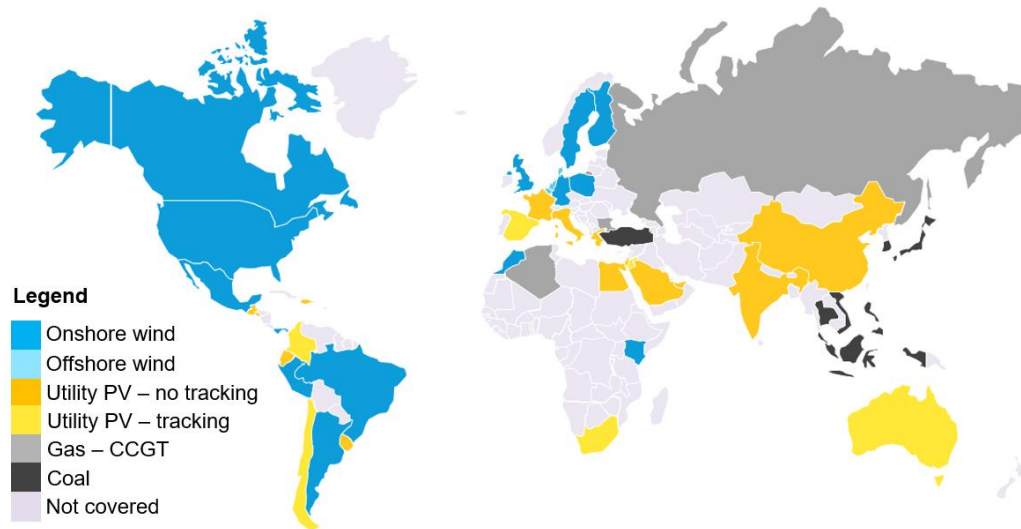 Legend
Onshore wind
Offshore wind
Utility PV – no tracking
Utility PV – tracking
Gas – CCGT
Coal
Not covered